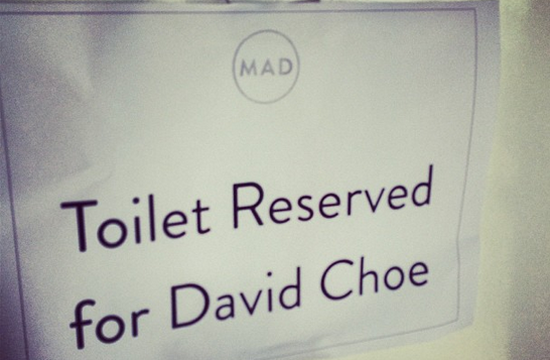 MAD
Toilet Reserved
for David Choe